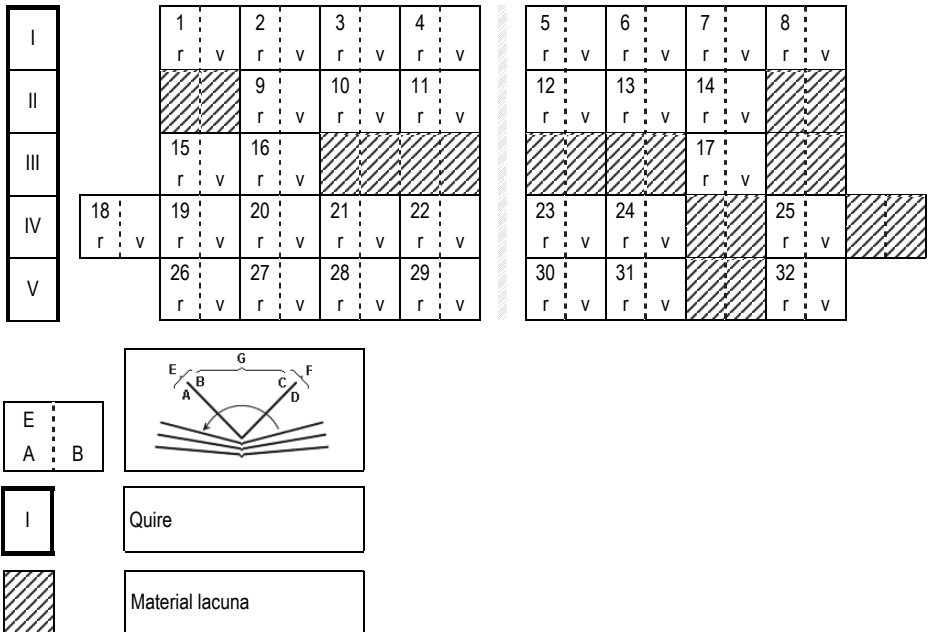 1 2 3 4 5 6 7 8
I
r v r v r v r v r v r v r v r v
9 10 11 12 13 14
II
r v r v r v r v r v r v
15 16 17
III
r v r v r v
18 19 20 21 22 23 24 25
IV
r v r v r v r v r v r v r v r v
26 27 28 29 30 31 32
V
r v r v r v r v r v r v r v
G
E B C F
A D
E
A B
I Quire
Material lacuna